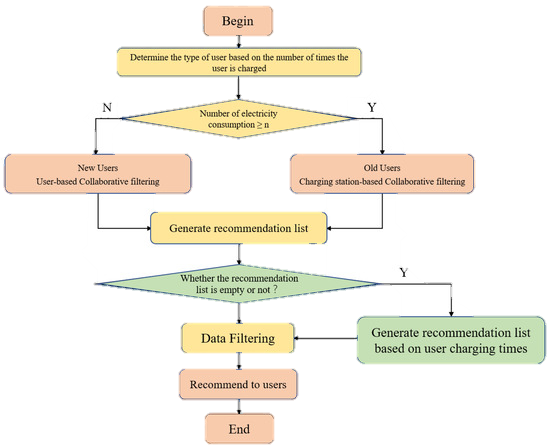 Begin
Determine the type of user based on the number of times the
user is charged
N
Number of electricity
consumption ≥ n
Y
New Users
User-based Collaborative filtering
Old Users
Charging station-based Collaborative filtering
Generate recommendation list
Whether the recommendation
list is empty or not ?
Y
Data Filtering
Generate recommendation list
based on user charging times
Recommend to users
End